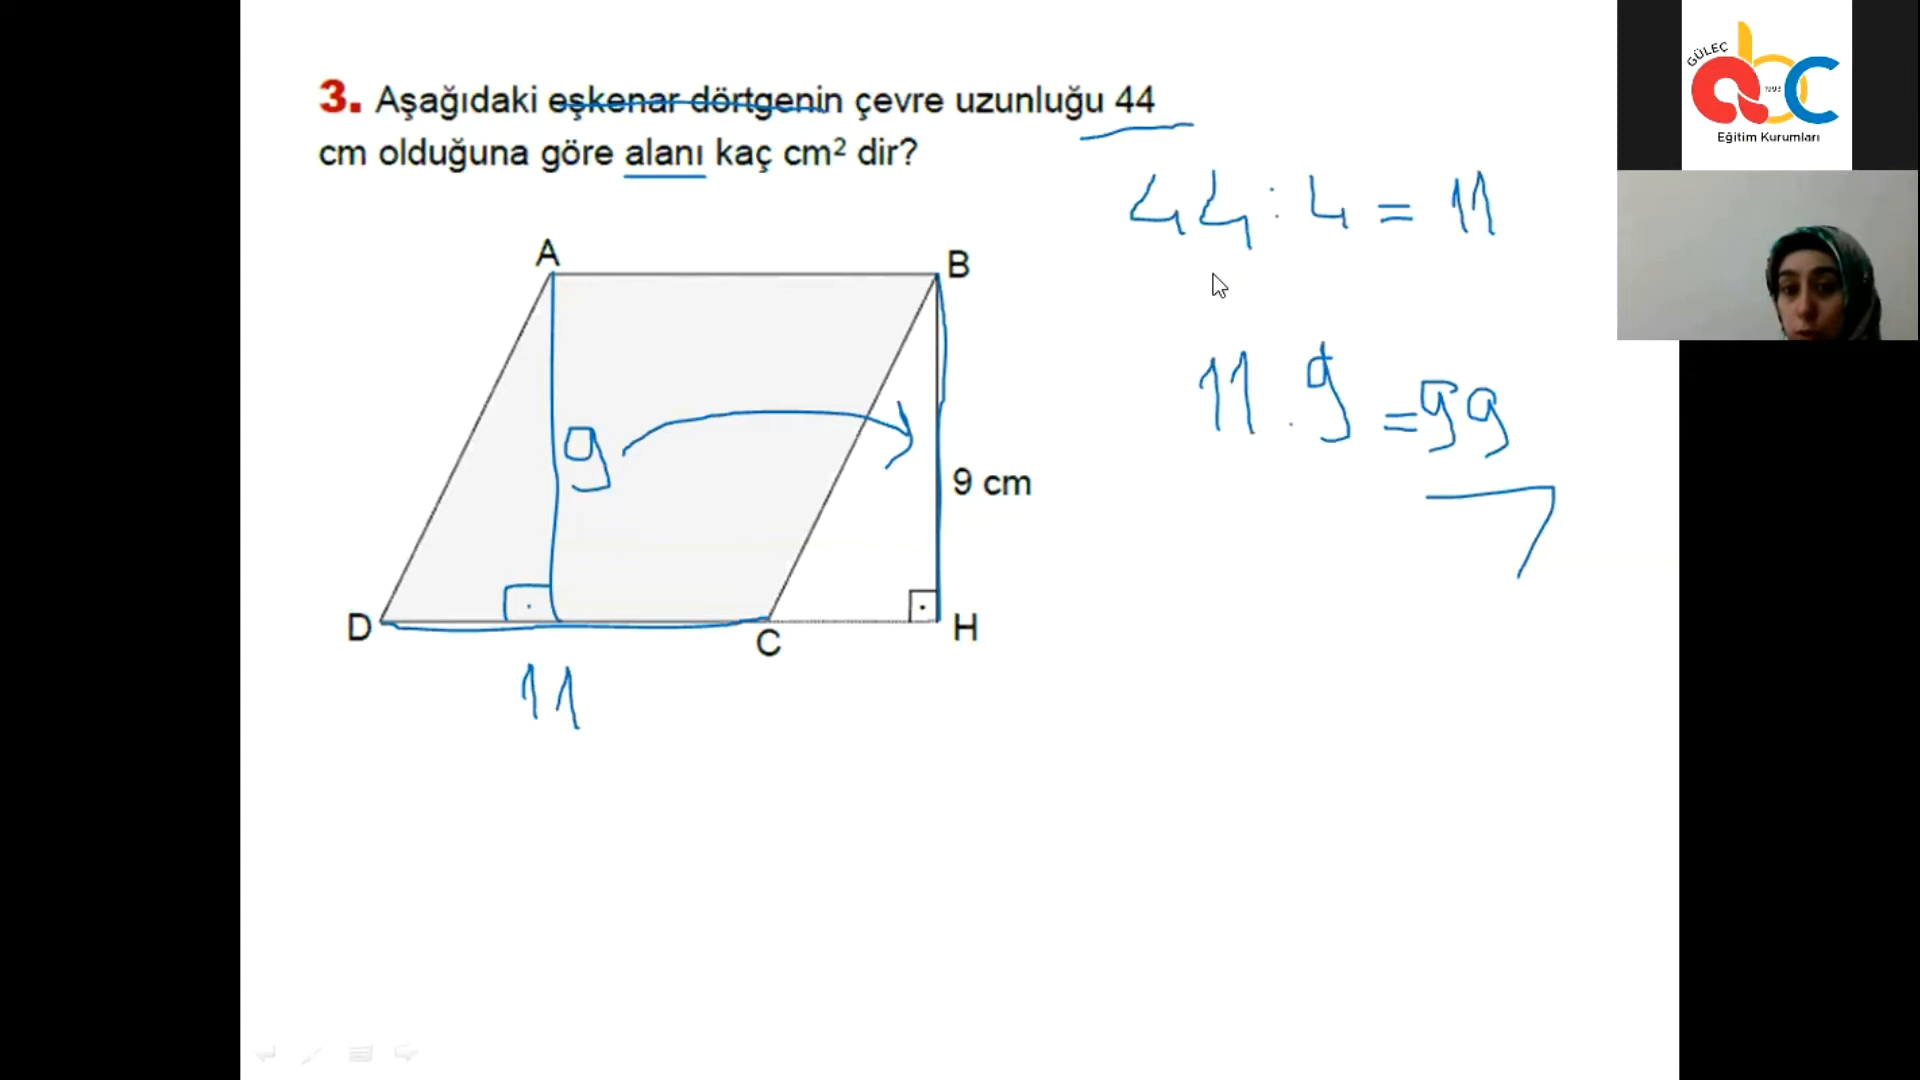 3. Aşağıdaki eşkenar dörtgenin çevre uzunluğu 44
cm olduğuna göre alanı kaç cm² dir?
44 : 4 = 11
11 . 9 = 99
A
B
9
9 cm
D
C
H
11
GÜLEÇ
abc
1993
Eğitim Kurumları